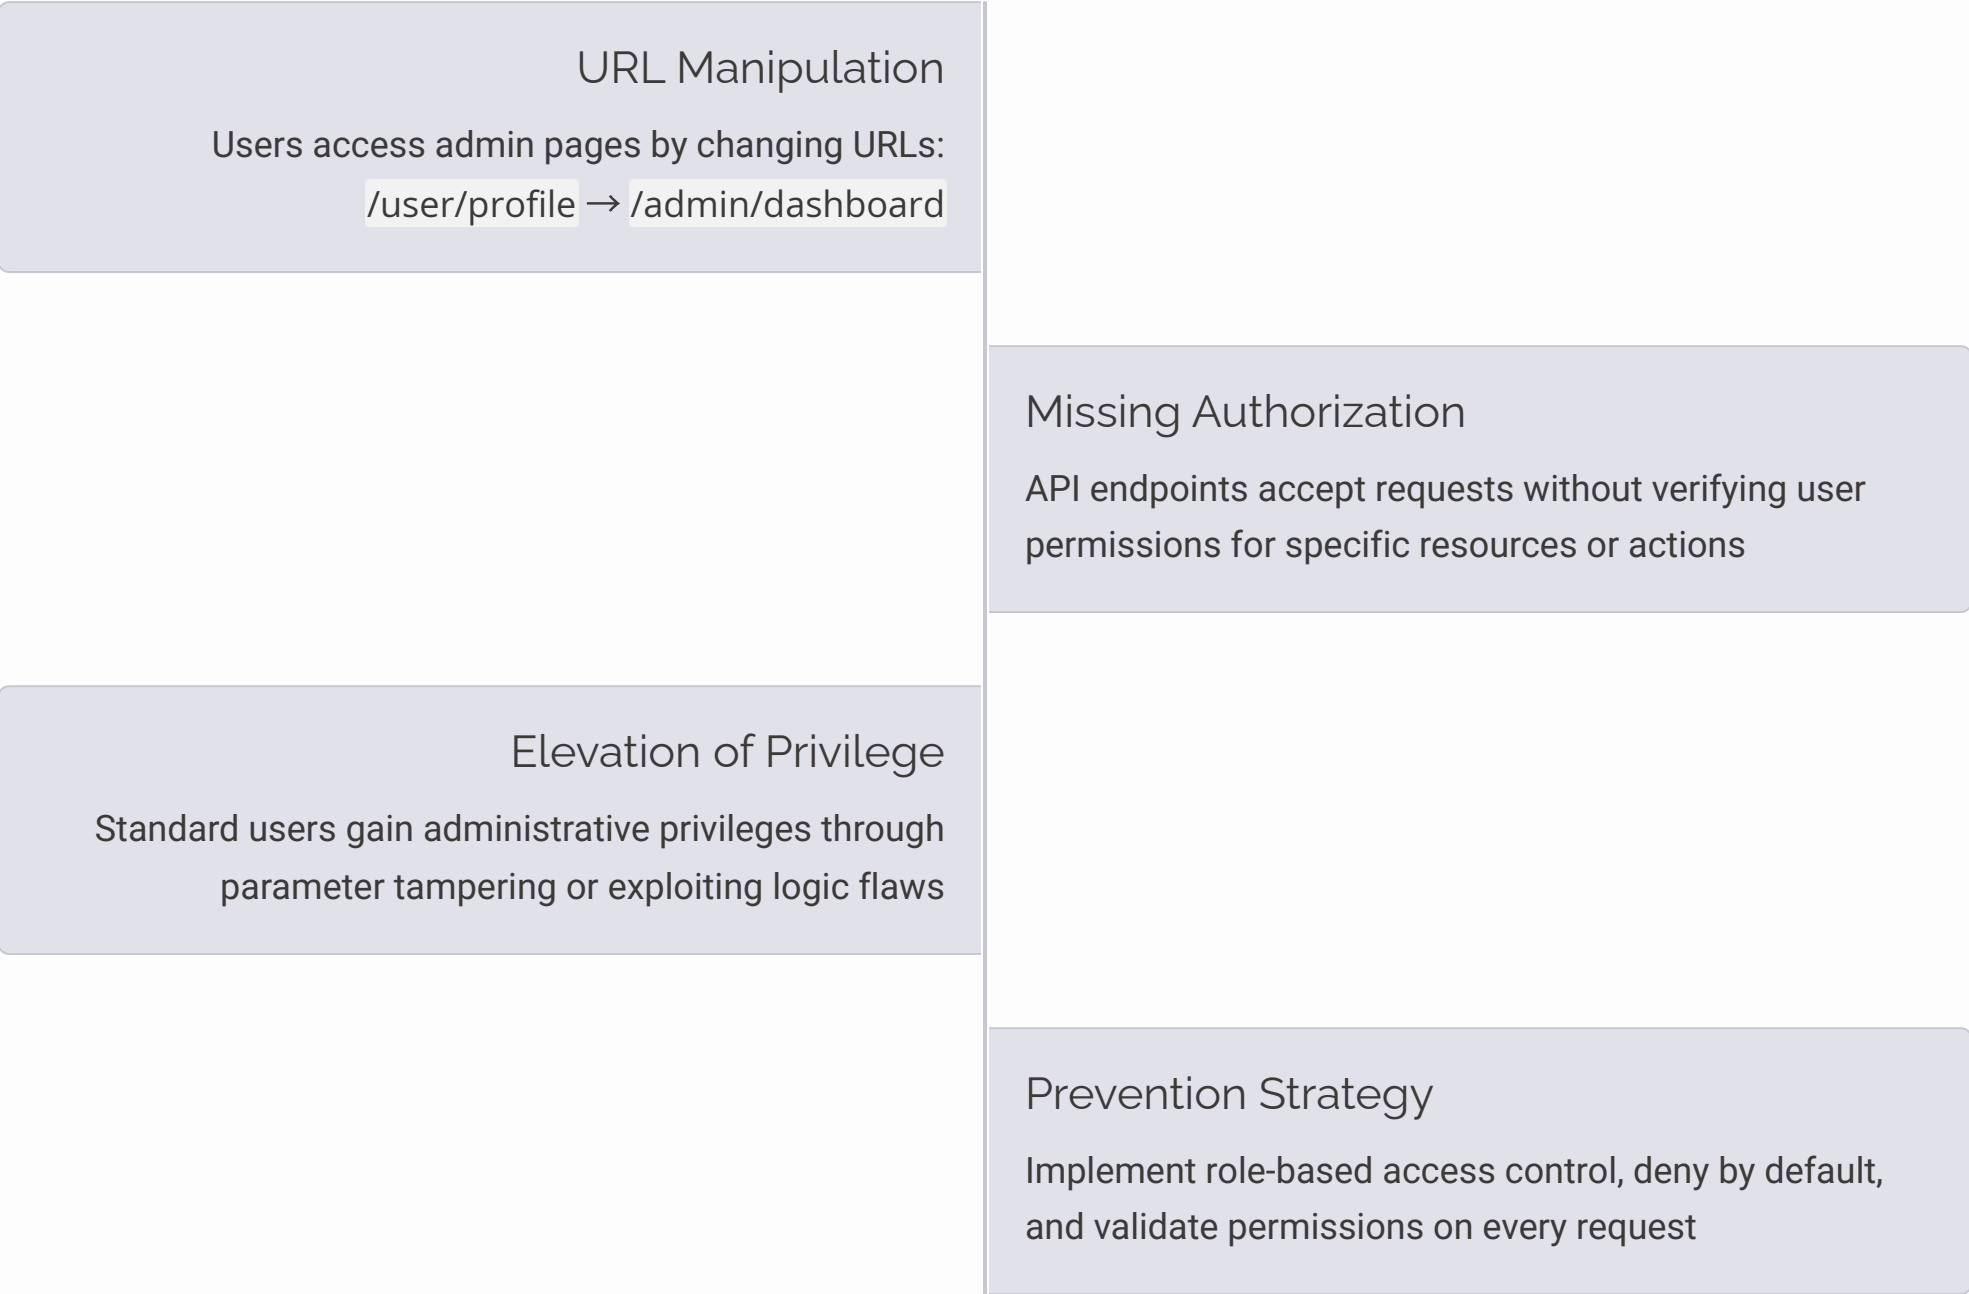 URL Manipulation
Users access admin pages by changing URLs:
/user/profile → /admin/dashboard
Missing Authorization
API endpoints accept requests without verifying user
permissions for specific resources or actions
Elevation of Privilege
Standard users gain administrative privileges through
parameter tampering or exploiting logic flaws
Prevention Strategy
Implement role-based access control, deny by default,
and validate permissions on every request